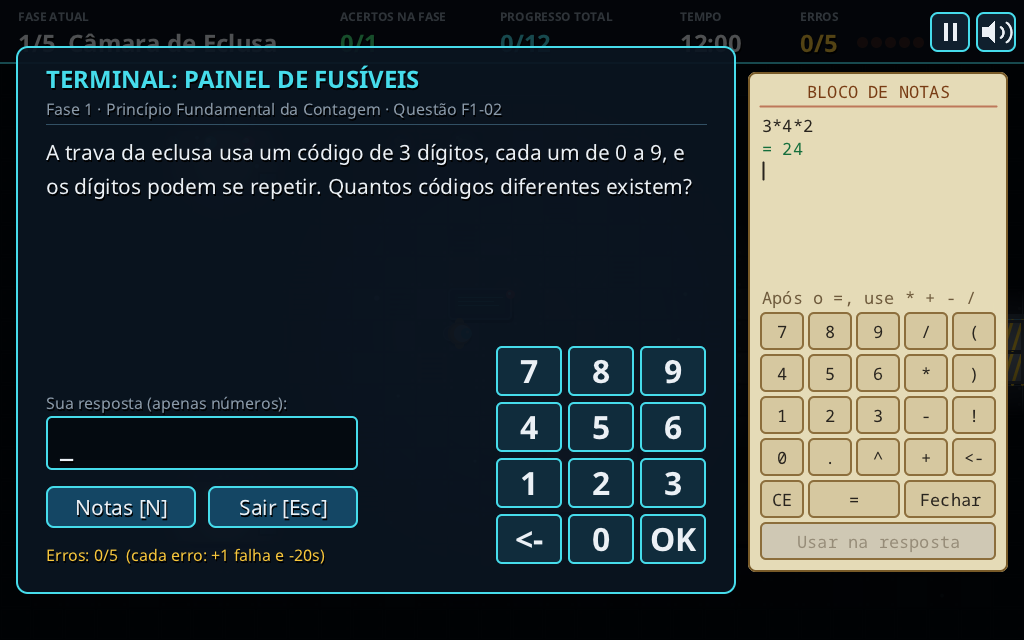 FASE ATUAL
1/5 Câmara de Eclusa
ACERTOS NA FASE
0/1
PROGRESSO TOTAL
0/12
TEMPO
12:00
ERROS
0/5
TERMINAL: PAINEL DE FUSÍVEIS
Fase 1 · Princípio Fundamental da Contagem · Questão F1-02
A trava da eclusa usa um código de 3 dígitos, cada um de 0 a 9, e
os dígitos podem se repetir. Quantos códigos diferentes existem?
Sua resposta (apenas números):
_
Notas [N]
Sair [Esc]
Erros: 0/5 (cada erro: +1 falha e -20s)
7 8 9
4 5 6
1 2 3
<- 0 OK
BLOCO DE NOTAS
3*4*2
= 24
Após o =, use * + - /
7 8 9 / (
4 5 6 * )
1 2 3 - !
0 . ^ + <-
CE = Fechar
Usar na resposta